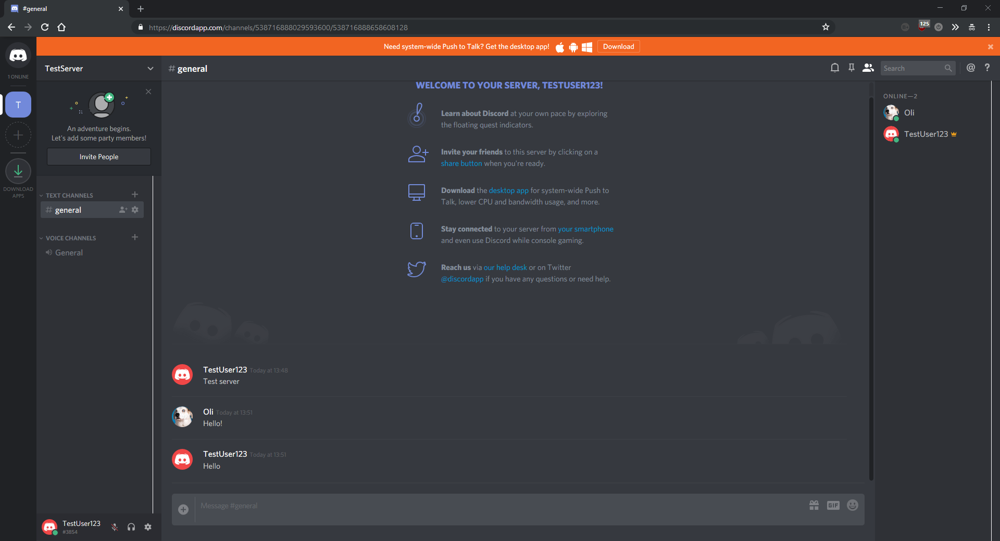 #general
https://discordapp.com/channels/538716888029593600/538716888658608128
125
Need system-wide Push to Talk? Get the desktop app!
Download
1 ONLINE
T
DOWNLOAD
APPS
TestServer
An adventure begins.
Let's add some party members!
Invite People
TEXT CHANNELS
# general
VOICE CHANNELS
General
TestUser123
#3854
# general
Search
@
?
WELCOME TO YOUR SERVER, TESTUSER123!
Learn about Discord at your own pace by exploring
the floating quest indicators.
Invite your friends to this server by clicking on a
share button when you're ready.
Download the desktop app for system-wide Push to
Talk, lower CPU and bandwidth usage, and more.
Stay connected to your server from your smartphone
and even use Discord while console gaming.
Reach us via our help desk or on Twitter
@discordapp if you have any questions or need help.
TestUser123 Today at 13:48
Test server
Oli Today at 13:51
Hello!
TestUser123 Today at 13:51
Hello
Message #general
GIF
ONLINE—2
Oli
TestUser123